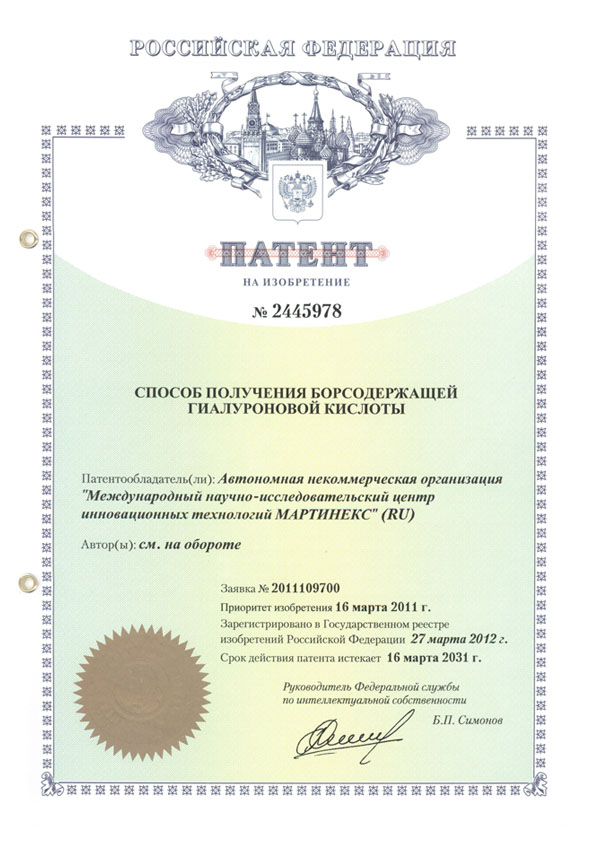 РОССИЙСКАЯ ФЕДЕРАЦИЯ
ПАТЕНТ
НА ИЗОБРЕТЕНИЕ
№ 2445978
СПОСОБ ПОЛУЧЕНИЯ БОРСОДЕРЖАЩЕЙ
ГИАЛУРОНОВОЙ КИСЛОТЫ
Патентообладатель(ли): Автономная некоммерческая организация
"Международный научно-исследовательский центр
инновационных технологий МАРТИНЕКС" (RU)
Автор(ы): см. на обороте
Заявка № 2011109700
Приоритет изобретения 16 марта 2011 г.
Зарегистрировано в Государственном реестре
изобретений Российской Федерации 27 марта 2012 г.
Срок действия патента истекает 16 марта 2031 г.
Руководитель Федеральной службы
по интеллектуальной собственности
Б.П. Симонов